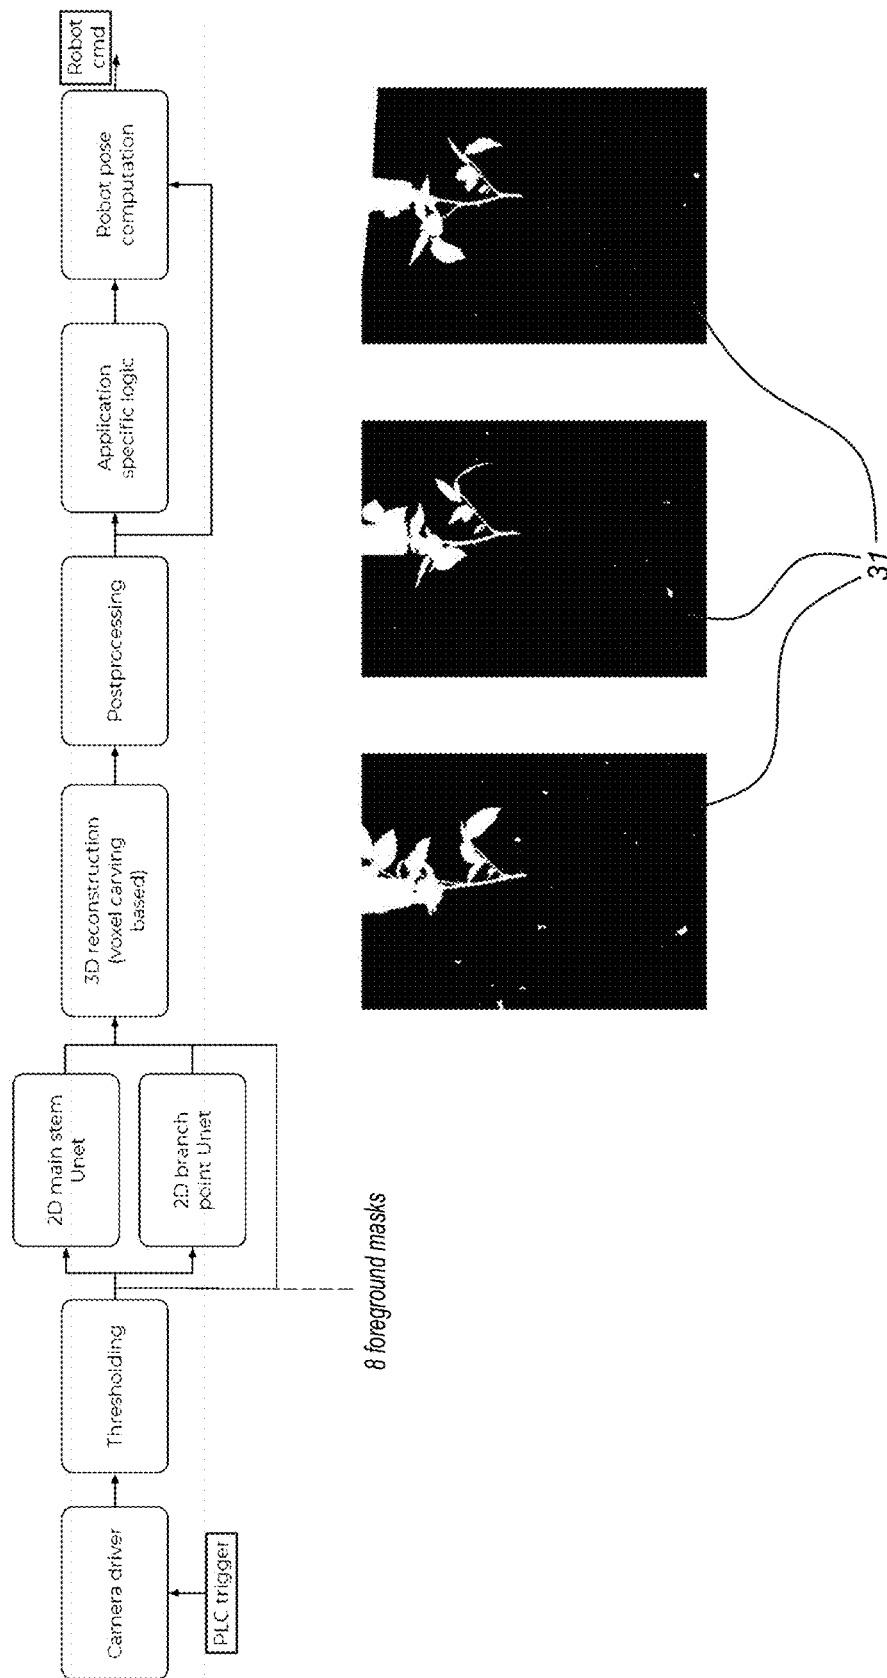 Camera driver
PLC trigger
Thresholding
2D main stem
Unet
2D branch
point Unet
3D reconstruction
(voxel carving
based)
Postprocessing
Application
specific logic
Robot pose
computation
Robot
cmd
8 foreground masks
31